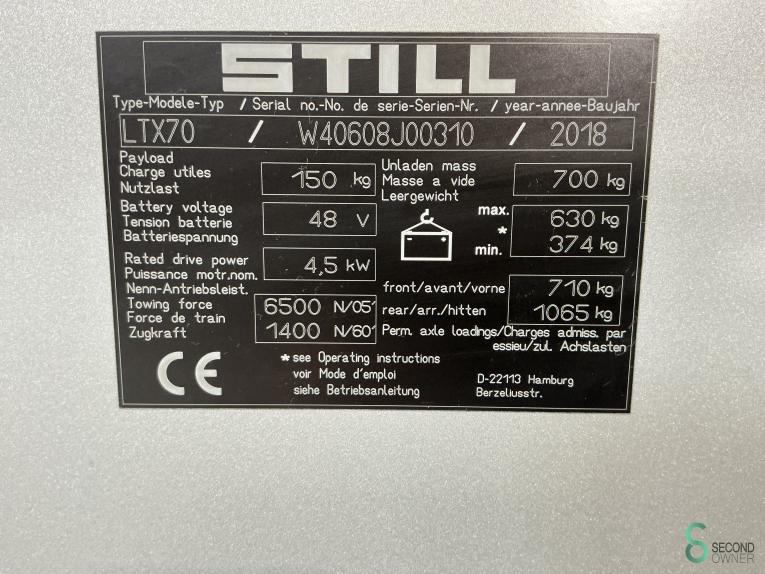 STILL
Type-Modele-Typ / Serial no.-No. de serie-Serien-Nr. / year-annee-Baujahr
LTX70 / W40608J00310 / 2018
Payload
Charge utiles
Nutzlast
150 kg
Unladen mass
Masse a vide
Leergewicht
700 kg
Battery voltage
Tension batterie
Batteriespannung
48 V
max. 630 kg
*
min. 374 kg
Rated drive power
Puissance motr.nom.
Nenn-Antriebsleist.
4,5 kW
front/avant/vorne 710 kg
rear/arr./hitten 1065 kg
Towing force
Force de train
Zugkraft
6500 N/05'
1400 N/60'
Perm. axle loadings/Charges admiss. par
essieu/zul. Achslasten
CE
* see Operating instructions
voir Mode d'emploi
siehe Betriebsanleitung
D-22113 Hamburg
Berzeliusstr.
SECOND
OWNER